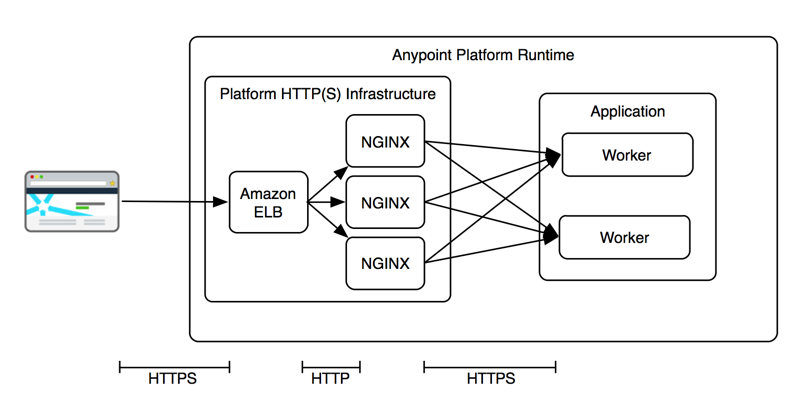 Anypoint Platform Runtime
Platform HTTP(S) Infrastructure
Application
NGINX
Worker
Amazon
ELB
NGINX
Worker
NGINX
HTTPS
HTTP
HTTPS